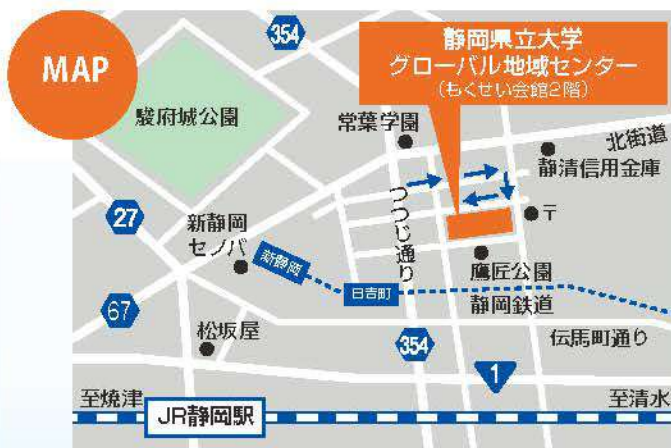 MAP
354
静岡県立大学
グローバル地域センター
（もくせい会館2階）
駿府城公園
常葉学園
北街道
静清信用金庫
つつじ通り
27
新静岡
セノバ
〒
新静岡
鷹匠公園
日吉町
静岡鉄道
67
松坂屋
354
伝馬町通り
1
至焼津
至清水
JR静岡駅